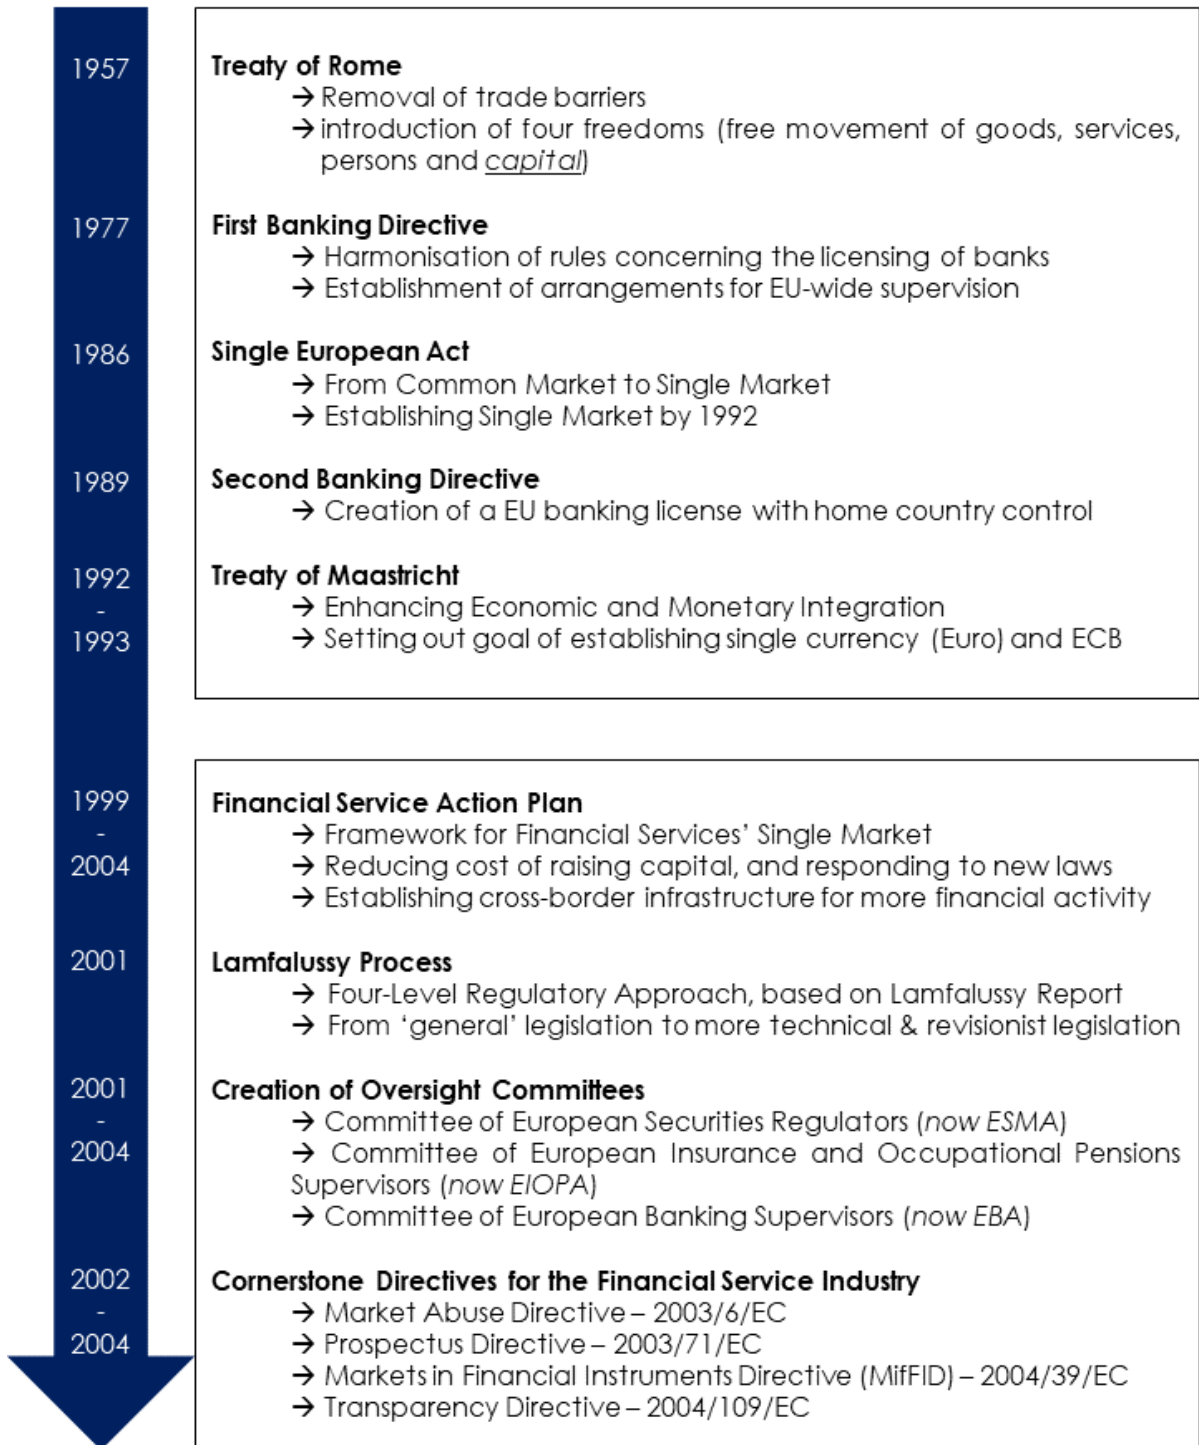 1957
Treaty of Rome
→ Removal of trade barriers
→ introduction of four freedoms (free movement of goods, services,
persons and capital)
1977
First Banking Directive
→ Harmonisation of rules concerning the licensing of banks
→ Establishment of arrangements for EU-wide supervision
1986
Single European Act
→ From Common Market to Single Market
→ Establishing Single Market by 1992
1989
Second Banking Directive
→ Creation of a EU banking license with home country control
1992
-
1993
Treaty of Maastricht
→ Enhancing Economic and Monetary Integration
→ Setting out goal of establishing single currency (Euro) and ECB
1999
-
2004
Financial Service Action Plan
→ Framework for Financial Services’ Single Market
→ Reducing cost of raising capital, and responding to new laws
→ Establishing cross-border infrastructure for more financial activity
2001
Lamfalussy Process
→ Four-Level Regulatory Approach, based on Lamfalussy Report
→ From ‘general’ legislation to more technical & revisionist legislation
2001
-
2004
Creation of Oversight Committees
→ Committee of European Securities Regulators (now ESMA)
→ Committee of European Insurance and Occupational Pensions
Supervisors (now EIOPA)
→ Committee of European Banking Supervisors (now EBA)
2002
-
2004
Cornerstone Directives for the Financial Service Industry
→ Market Abuse Directive – 2003/6/EC
→ Prospectus Directive – 2003/71/EC
→ Markets in Financial Instruments Directive (MifFID) – 2004/39/EC
→ Transparency Directive – 2004/109/EC